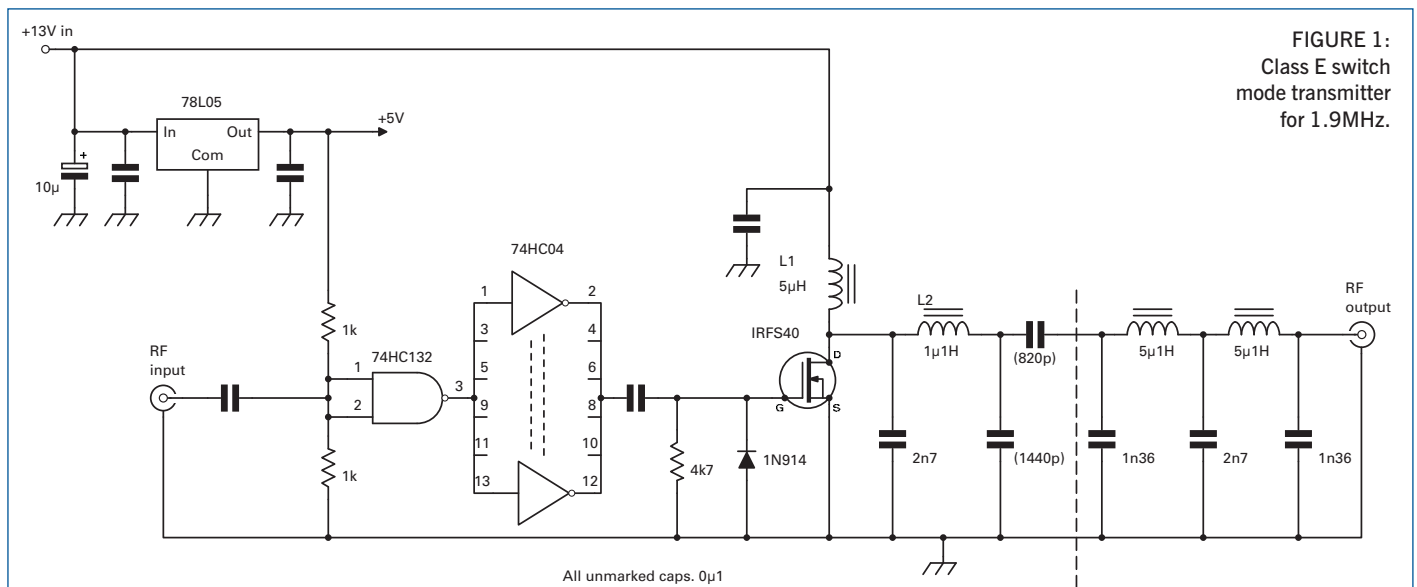 +13V in
FIGURE 1:
Class E switch
mode transmitter
for 1.9MHz.
78L05
In
Out
Com
+5V
+
10µ
74HC04
L1
5µH
1
2
3
4
5
6
9
8
11
10
13
12
1k
1k
74HC132
1
2
3
RF
input
IRFS40
D
G
S
4k7
1N914
L2
1µ1H
(820p)
5µ1H
5µ1H
RF
output
2n7
(1440p)
1n36
2n7
1n36
All unmarked caps. 0µ1